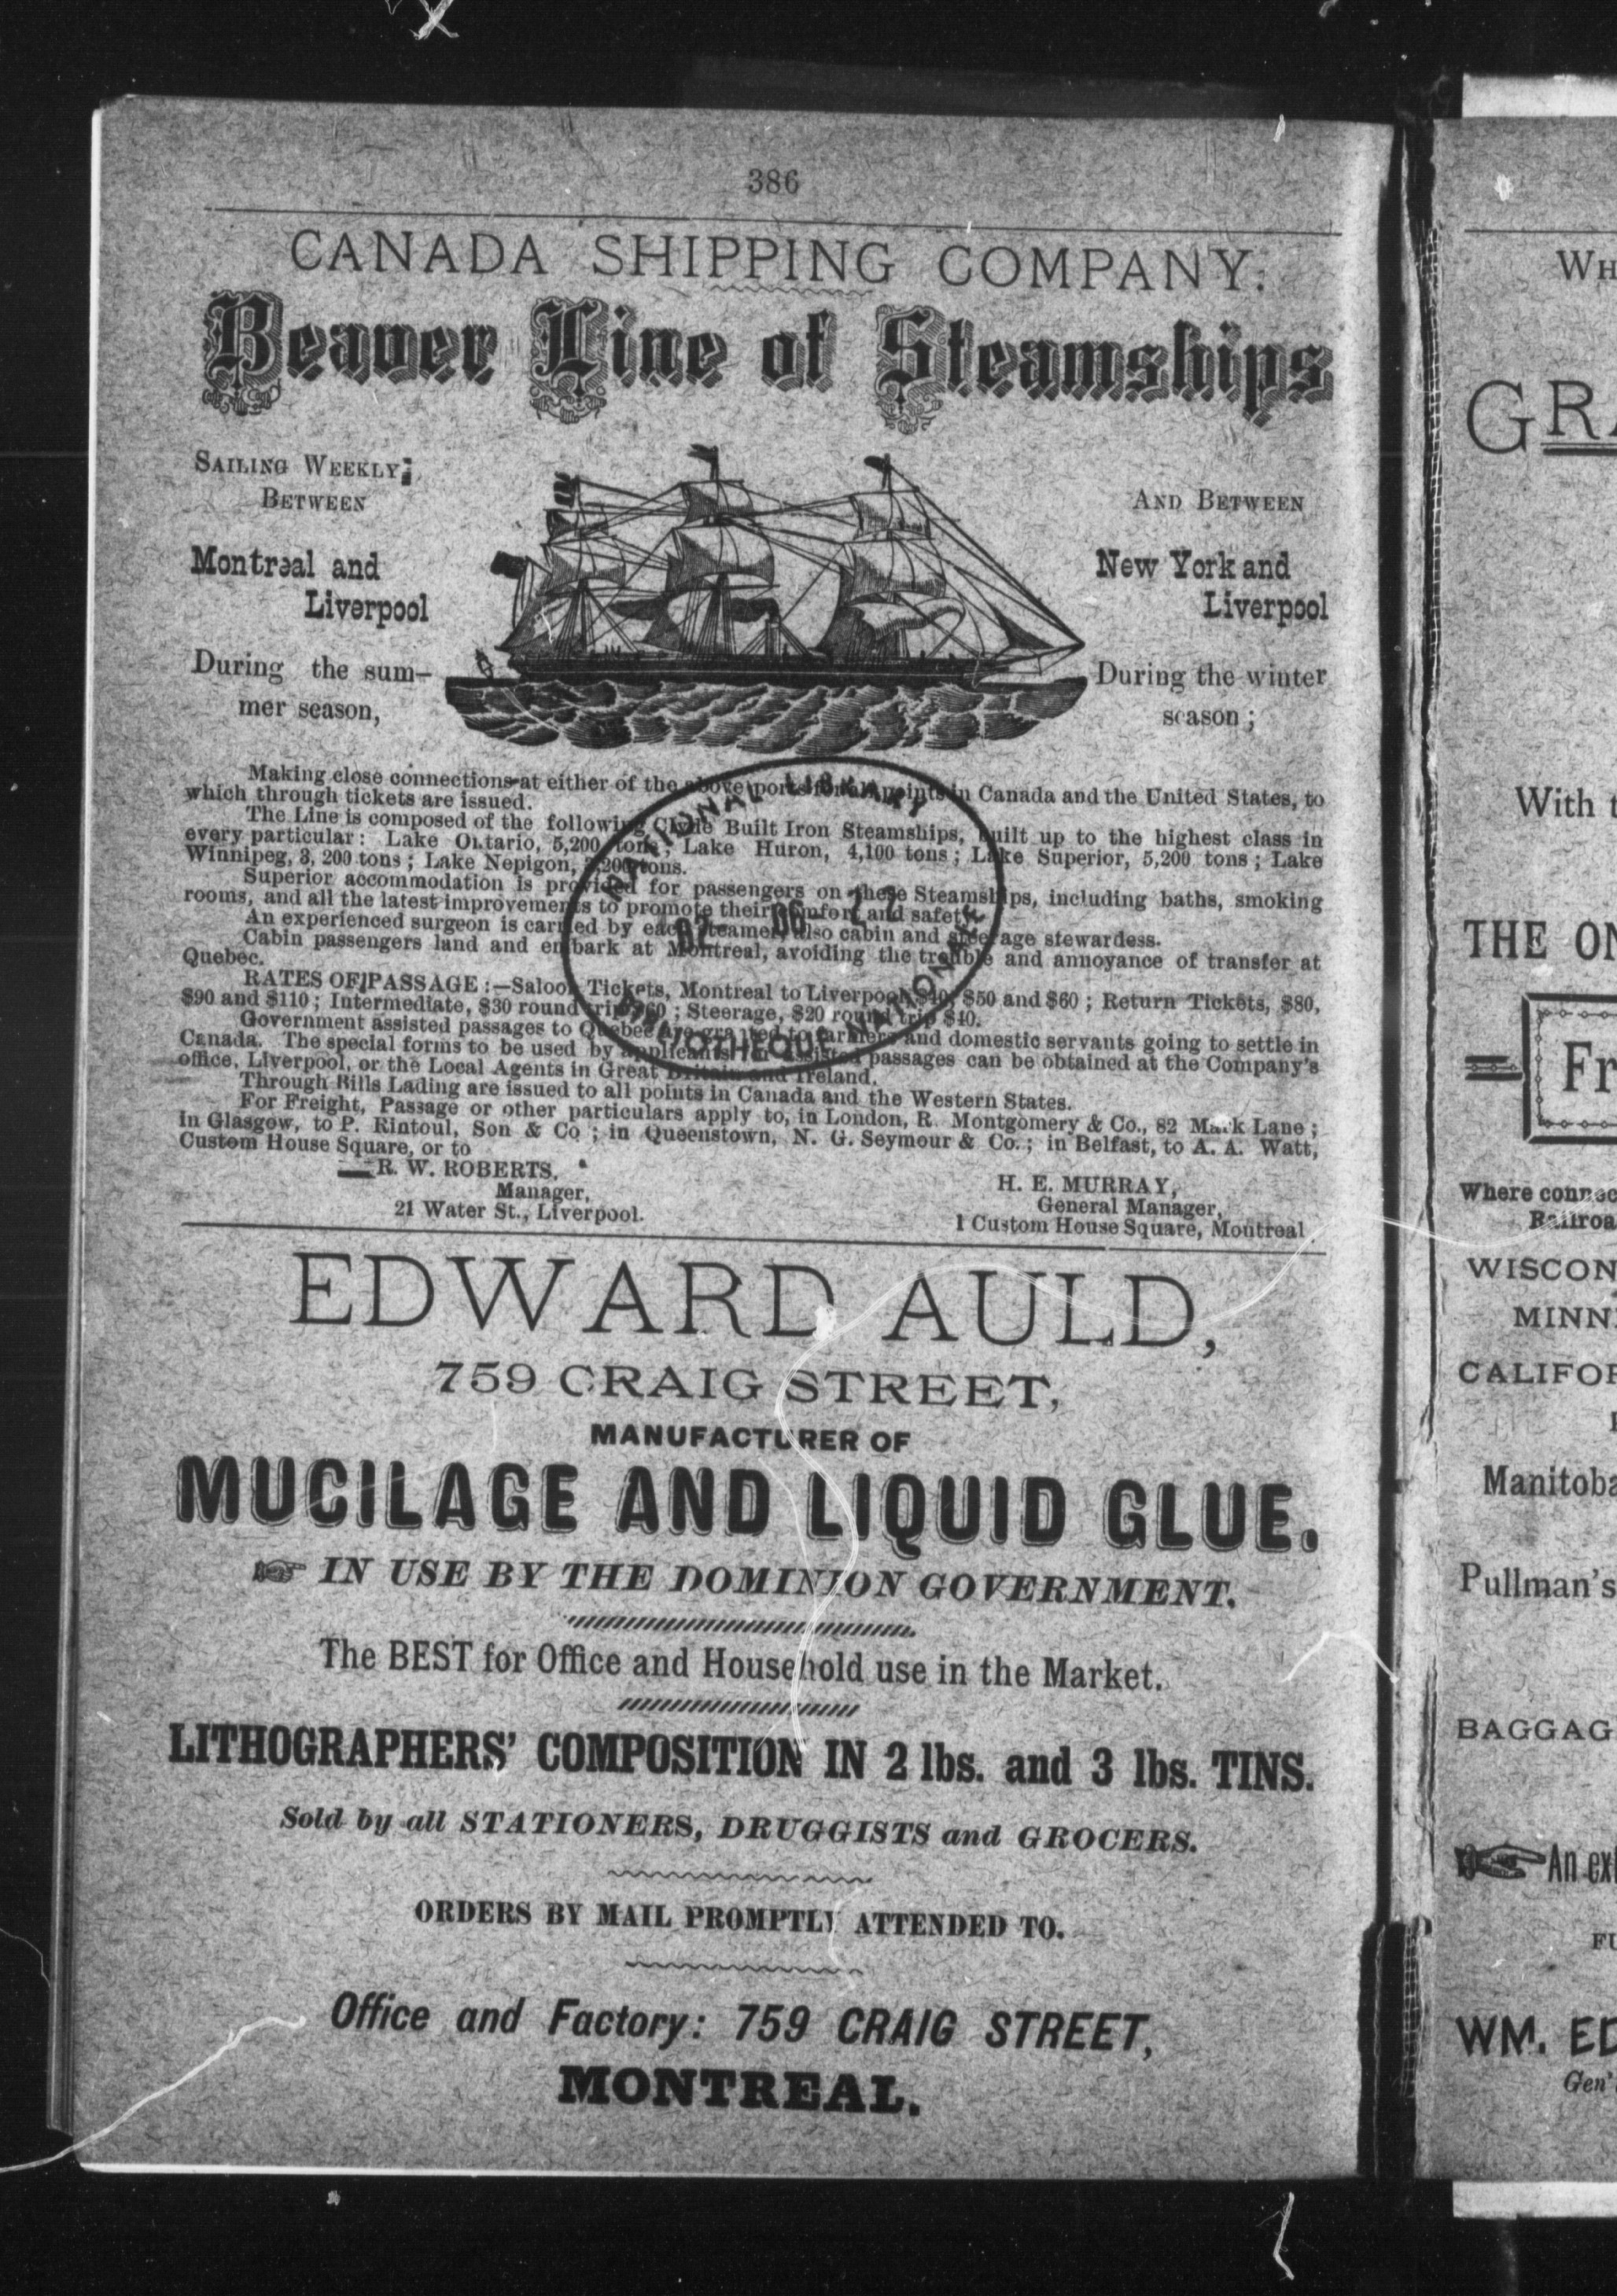 386
CANADA SHIPPING COMPANY.
Beaver Line of Steamships
SAILING WEEKLY;
BETWEEN
Montreal and
Liverpool
During the sum-
mer season,
AND BETWEEN
New York and
Liverpool
During the winter
season;
Making close connections at either of the above ports for all points in Canada and the United States, to
which through tickets are issued.
The Line is composed of the following Clyde Built Iron Steamships, built up to the highest class in
every particular: Lake Ontario, 5,200 tons; Lake Huron, 4,100 tons; Lake Superior, 5,200 tons; Lake
Winnipeg, 3,200 tons; Lake Nepigon, 2,200 tons.
Superior accommodation is provided for passengers on these Steamships, including baths, smoking
rooms, and all the latest improvements to promote their comfort and safety.
An experienced surgeon is carried by each steamer, also cabin and steerage stewardess.
Cabin passengers land and embark at Montreal, avoiding the trouble and annoyance of transfer at
Quebec.
RATES OF PASSAGE:—Saloon Tickets, Montreal to Liverpool, $40, $50 and $60; Return Tickets, $80,
$90 and $110; Intermediate, $30 round trip $60; Steerage, $20 round trip $40.
Government assisted passages to Quebec are granted to farmers and domestic servants going to settle in
Canada. The special forms to be used by applicants for assisted passages can be obtained at the Company's
office, Liverpool, or the Local Agents in Great Britain and Ireland.
Through Bills Lading are issued to all points in Canada and the Western States.
For Freight, Passage or other particulars apply to, in London, R. Montgomery & Co., 82 Mark Lane;
in Glasgow, to P. Rintoul, Son & Co; in Queenstown, N. G. Seymour & Co.; in Belfast, to A. A. Watt,
Custom House Square, or to
R. W. ROBERTS,
Manager,
21 Water St., Liverpool.
H. E. MURRAY,
General Manager,
1 Custom House Square, Montreal
NATIONAL LIBRARY
BIBLIOTHEQUE NATIONALE
EDWARD AULD,
759 CRAIG STREET,
MANUFACTURER OF
MUCILAGE AND LIQUID GLUE.
IN USE BY THE DOMINION GOVERNMENT.
The BEST for Office and Household use in the Market.
LITHOGRAPHERS' COMPOSITION IN 2 lbs. and 3 lbs. TINS.
Sold by all STATIONERS, DRUGGISTS and GROCERS.
ORDERS BY MAIL PROMPTLY ATTENDED TO.
Office and Factory: 759 CRAIG STREET,
MONTREAL.
WH
GRA
With t
THE ON
Fr
Where connec
Railroa
WISCON
MINN
CALIFOR
Manitoba
Pullman's
BAGGAG
An ext
FU
WM. ED
Gen'